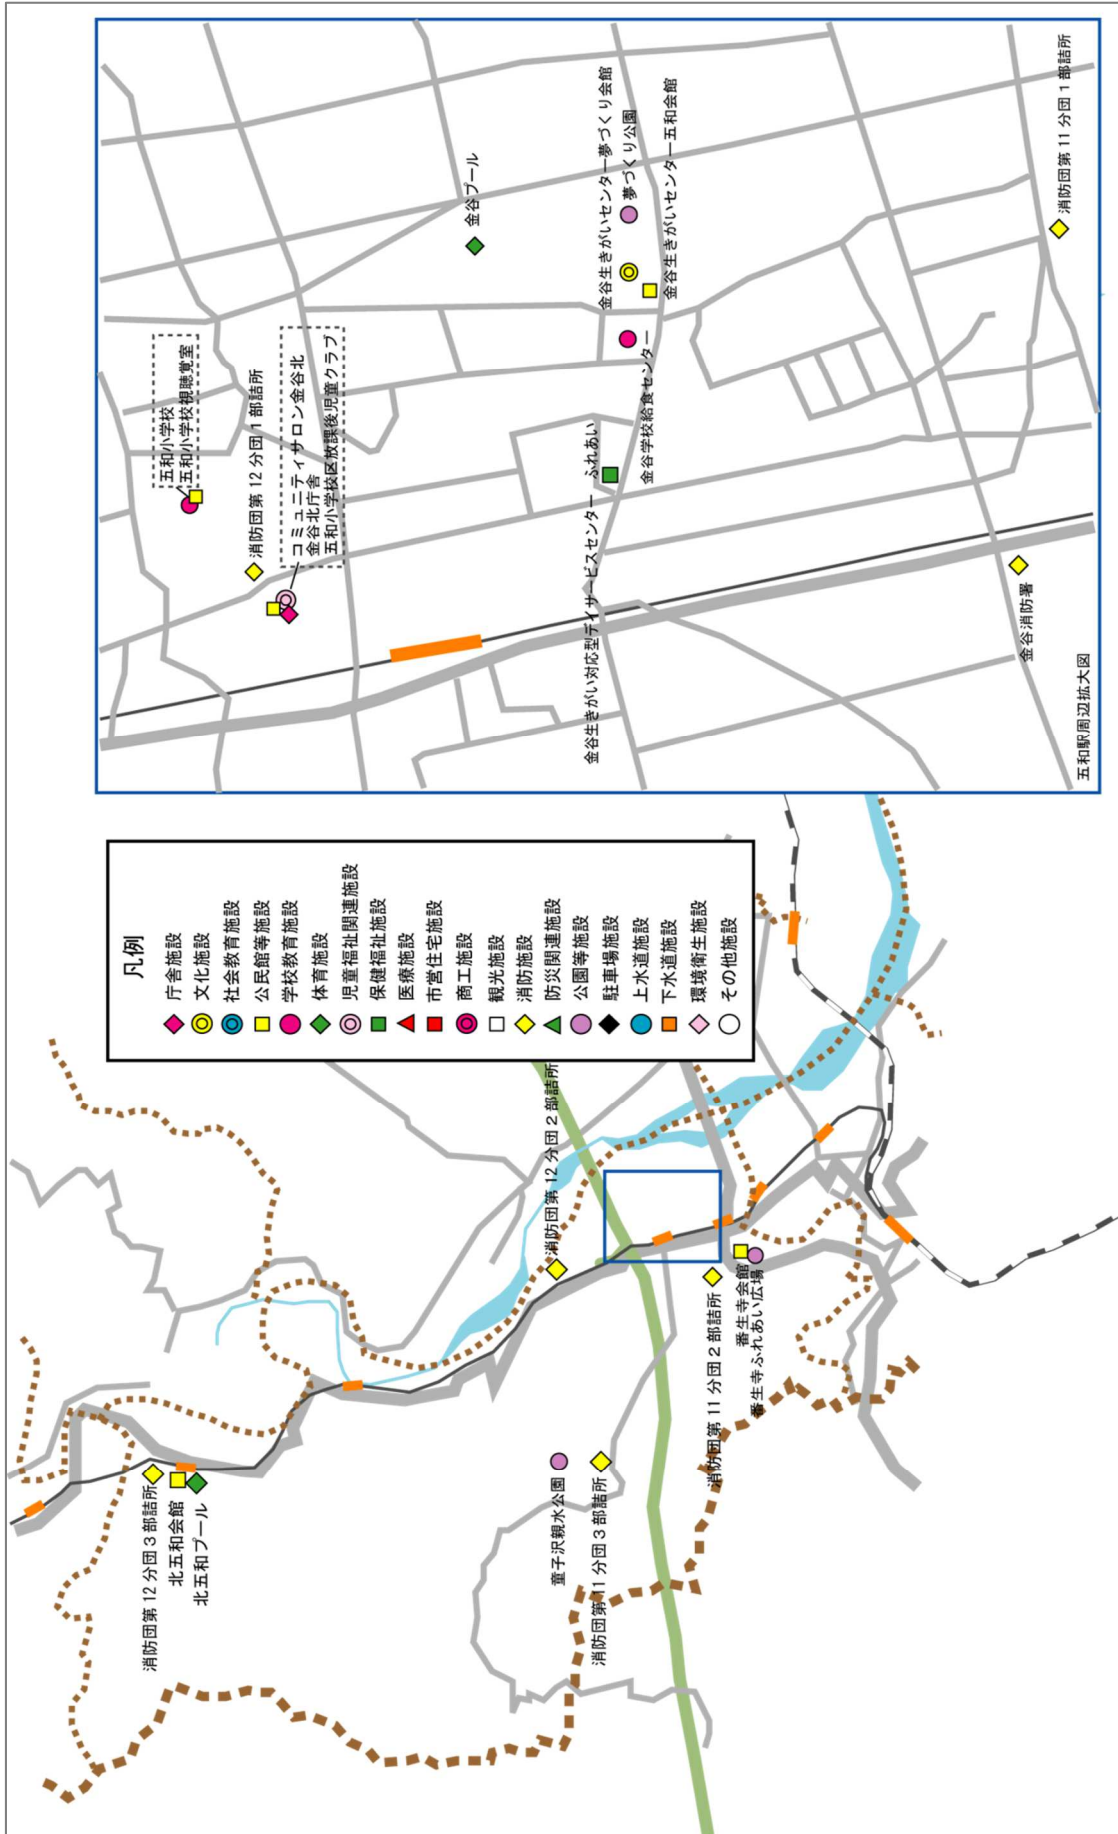 消防団第12分団3部詰所
北五和会館
北五和プール
童子沢親水公園
消防団第11分団3部詰所
消防団第12分団2部詰所
消防団第11分団2部詰所
番生寺会館
番生寺ふれあい広場
凡例
庁舎施設
文化施設
社会教育施設
公民館等施設
学校教育施設
体育施設
児童福祉関連施設
保健福祉施設
医療施設
市営住宅施設
商工施設
観光施設
消防施設
防災関連施設
公園等施設
駐車場施設
上水道施設
下水道施設
環境衛生施設
その他施設
五和小学校
五和小学校視聴覚室
消防団第12分団1部詰所
コミュニティサロン金谷北
金谷北庁舎
五和小学校区放課後児童クラブ
金谷プール
金谷生きがい対応型デイサービスセンター ふれあい
金谷生きがいセンター夢づくり会館
夢づくり公園
金谷学校給食センター
金谷生きがいセンター五和会館
金谷消防署
消防団第11分団1部詰所
五和駅周辺拡大図